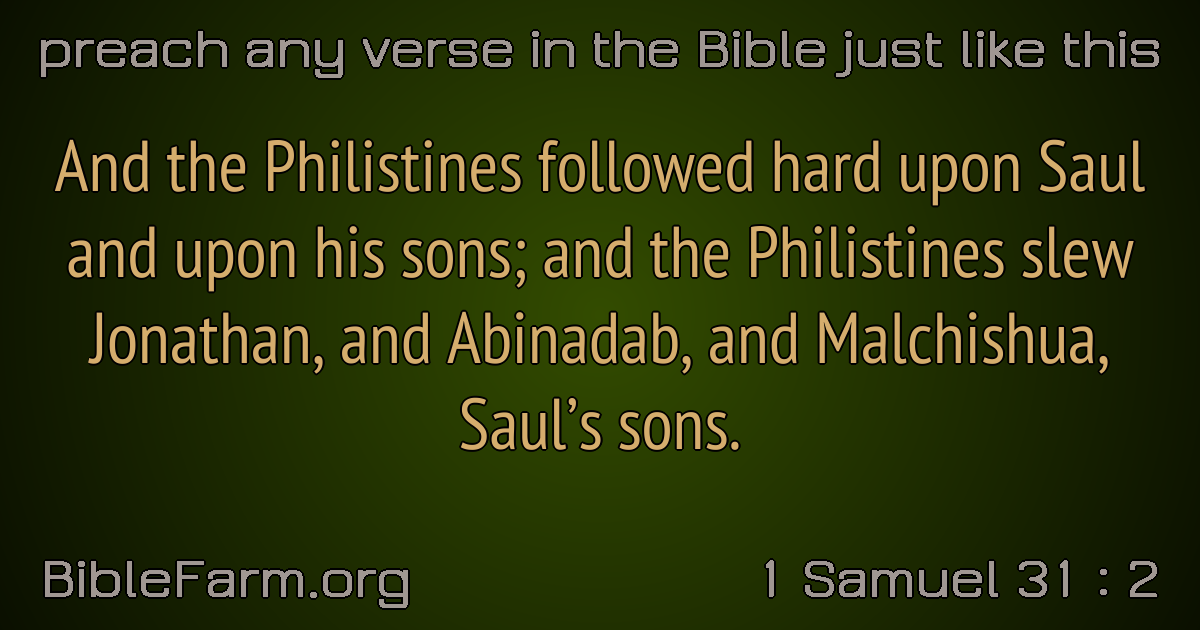 preach any verse in the Bible just like this
And the Philistines followed hard upon Saul
and upon his sons; and the Philistines slew
Jonathan, and Abinadab, and Malchishua,
Saul’s sons.
BibleFarm.org
1 Samuel 31 : 2